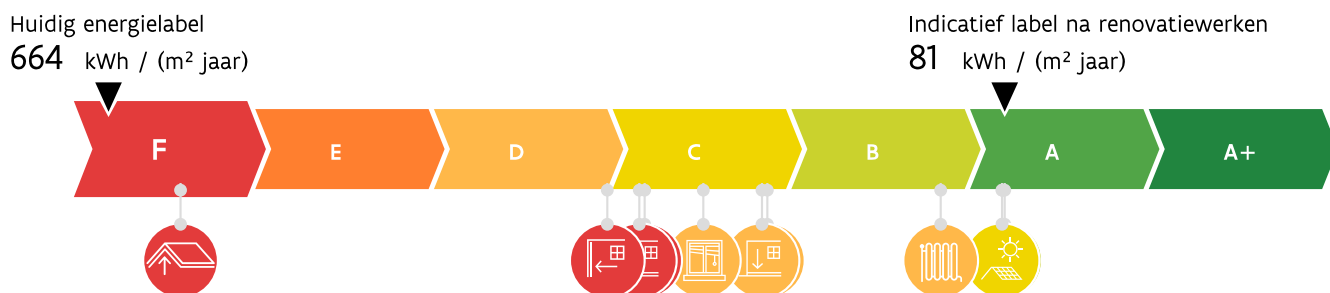 Huidig energielabel
664 kWh / (m² jaar)
Indicatief label na renovatiewerken
81 kWh / (m² jaar)
F E D C B A A+